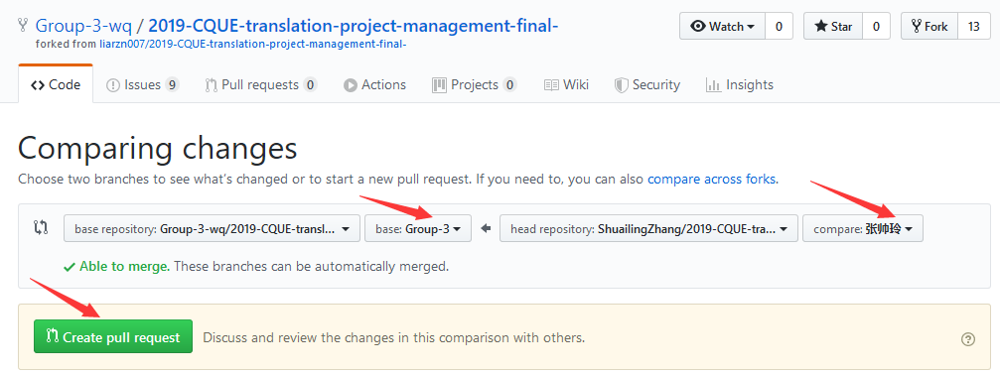 Group-3-wq / 2019-CQUE-translation-project-management-final-
Watch 0 Star 0 Fork 13
forked from liarzn007/2019-CQUE-translation-project-management-final-
Code Issues 9 Pull requests 0 Actions Projects 0 Wiki Security Insights
Comparing changes
Choose two branches to see what's changed or to start a new pull request. If you need to, you can also compare across forks.
base repository: Group-3-wq/2019-CQUE-transl... base: Group-3 head repository: ShuailingZhang/2019-CQUE-tra... compare: 张帅玲
Able to merge. These branches can be automatically merged.
Create pull request Discuss and review the changes in this comparison with others.